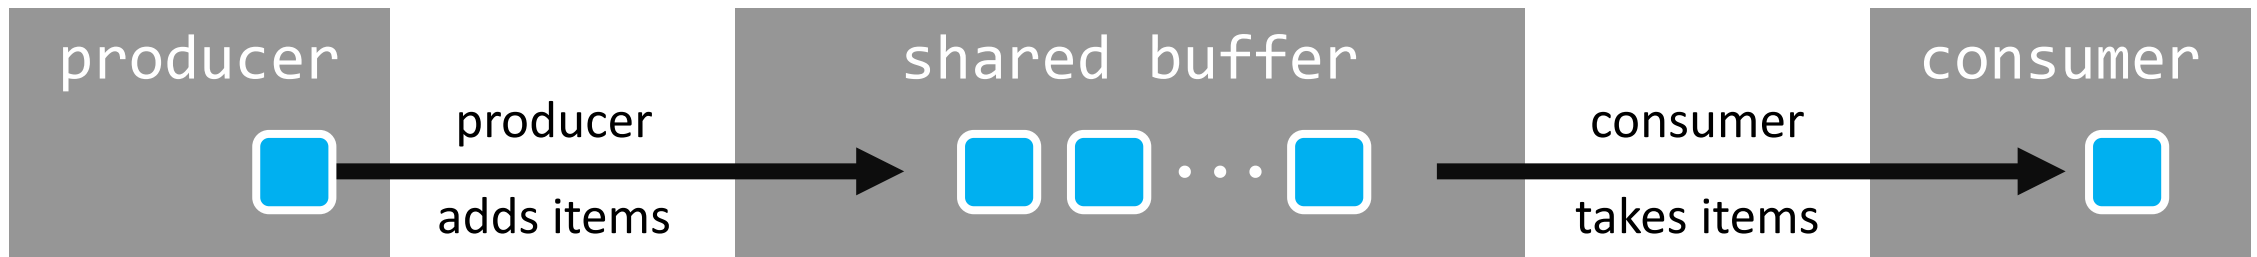 producer
producer
adds items
shared buffer
consumer
takes items
consumer